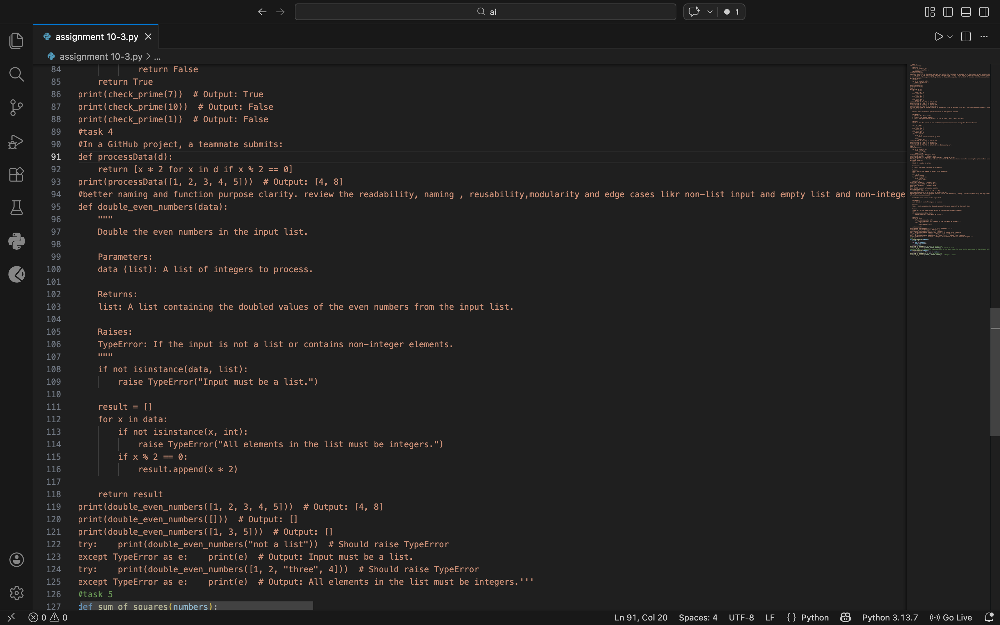 ai
1
assignment 10-3.py
assignment 10-3.py > ...
84 return False
85 return True
86 print(check_prime(7))  # Output: True
87 print(check_prime(10))  # Output: False
88 print(check_prime(1))  # Output: False
89 #task 4
90 #In a GitHub project, a teammate submits:
91 def processData(d):
92 return [x * 2 for x in d if x % 2 == 0]
93 print(processData([1, 2, 3, 4, 5]))  # Output: [4, 8]
94 #better naming and function purpose clarity. review the readability, naming , reusability,modularity and edge cases likr non-list input and empty list and non-intege
95 def double_even_numbers(data):
96 """
97 Double the even numbers in the input list.
98
99 Parameters:
100 data (list): A list of integers to process.
101
102 Returns:
103 list: A list containing the doubled values of the even numbers from the input list.
104
105 Raises:
106 TypeError: If the input is not a list or contains non-integer elements.
107 """
108 if not isinstance(data, list):
109 raise TypeError("Input must be a list.")
110
111 result = []
112 for x in data:
113 if not isinstance(x, int):
114 raise TypeError("All elements in the list must be integers.")
115 if x % 2 == 0:
116 result.append(x * 2)
117
118 return result
119 print(double_even_numbers([1, 2, 3, 4, 5]))  # Output: [4, 8]
120 print(double_even_numbers([]))  # Output: []
121 print(double_even_numbers([1, 3, 5]))  # Output: []
122 try:    print(double_even_numbers("not a list"))  # Should raise TypeError
123 except TypeError as e:    print(e)  # Output: Input must be a list.
124 try:    print(double_even_numbers([1, 2, "three", 4]))  # Should raise TypeError
125 except TypeError as e:    print(e)  # Output: All elements in the list must be integers.'''
126 #task 5
127 def sum_of_squares(numbers):
0 0 Ln 91, Col 20 Spaces: 4 UTF-8 LF {} Python Python 3.13.7 Go Live